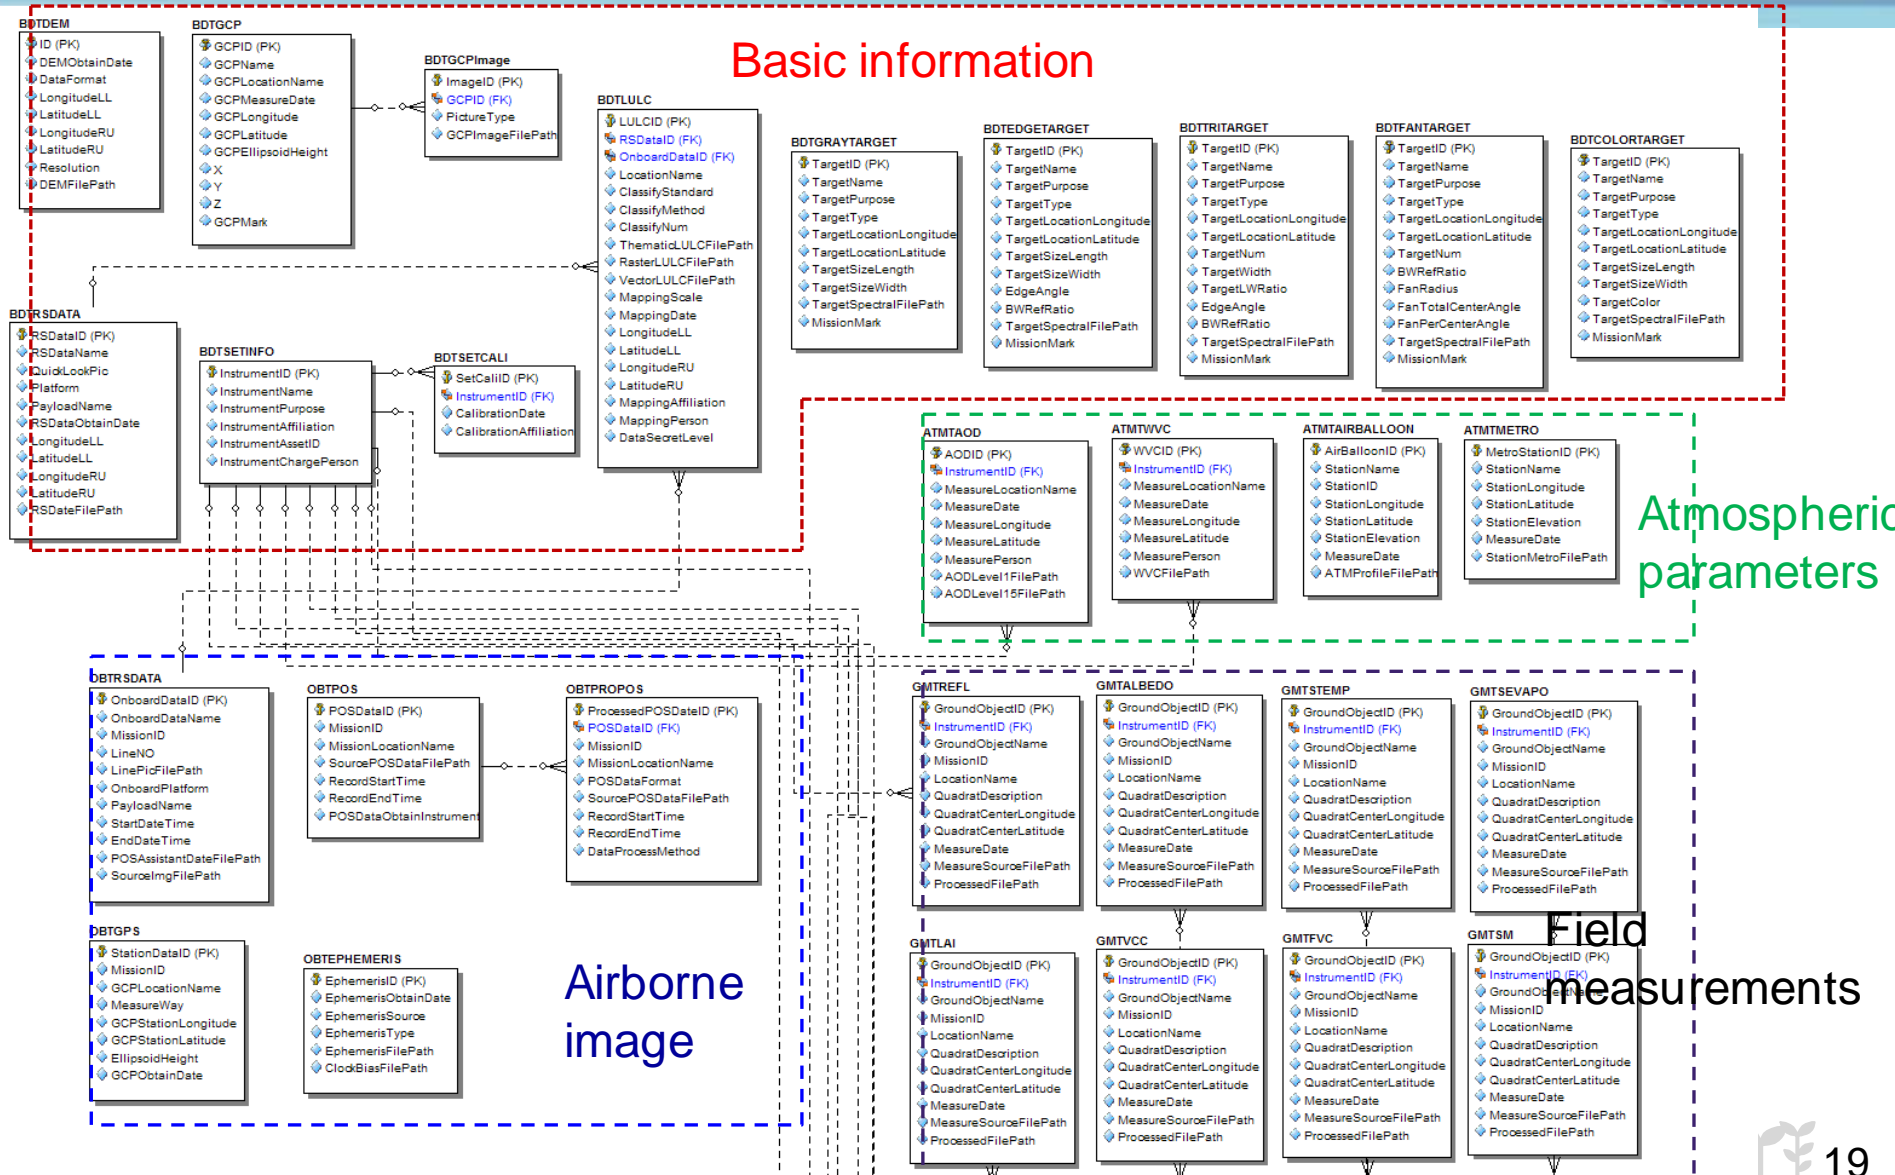 Basic information
BDTDEM
ID (PK)
DEMObtainDate
DataFormat
LongitudeLL
LatitudeLL
LongitudeRU
LatitudeRU
Resolution
DEMFilePath
BDTGCP
GCPID (PK)
GCPName
GCPLocationName
GCPMeasureDate
GCPLongitude
GCPLatitude
GCPEllipsoidHeight
X
Y
Z
GCPMark
BDTGCPImage
ImageID (PK)
GCPID (FK)
PictureType
GCPImageFilePath
BDTLULC
LULCID (PK)
RSDataID (FK)
OnboardDataID (FK)
LocationName
ClassifyStandard
ClassifyMethod
ClassifyNum
ThematicLULCFilePath
RasterLULCFilePath
VectorLULCFilePath
MappingScale
MappingDate
LongitudeLL
LatitudeLL
LongitudeRU
LatitudeRU
MappingAffiliation
MappingPerson
DataSecretLevel
BDTGRAYTARGET
TargetID (PK)
TargetName
TargetPurpose
TargetType
TargetLocationLongitude
TargetLocationLatitude
TargetSizeLength
TargetSizeWidth
TargetSpectralFilePath
MissionMark
BDTEDGETARGET
TargetID (PK)
TargetName
TargetPurpose
TargetType
TargetLocationLongitude
TargetLocationLatitude
TargetSizeLength
TargetSizeWidth
EdgeAngle
BWRefRatio
TargetSpectralFilePath
MissionMark
BDTTRITARGET
TargetID (PK)
TargetName
TargetPurpose
TargetType
TargetLocationLongitude
TargetLocationLatitude
TargetNum
TargetWidth
TargetLWRatio
EdgeAngle
BWRefRatio
TargetSpectralFilePath
MissionMark
BDTFANTARGET
TargetID (PK)
TargetName
TargetPurpose
TargetType
TargetLocationLongitude
TargetLocationLatitude
TargetNum
BWRefRatio
FanRadius
FanTotalCenterAngle
FanPerCenterAngle
TargetSpectralFilePath
MissionMark
BDTCOLORTARGET
TargetID (PK)
TargetName
TargetPurpose
TargetType
TargetLocationLongitude
TargetLocationLatitude
TargetSizeLength
TargetSizeWidth
TargetColor
TargetSpectralFilePath
MissionMark
BDTRSDATA
RSDataID (PK)
RSDataName
QuickLookPic
Platform
PayloadName
RSDataObtainDate
LongitudeLL
LatitudeLL
LongitudeRU
LatitudeRU
RSDateFilePath
BDTSETINFO
InstrumentID (PK)
InstrumentName
InstrumentPurpose
InstrumentAffiliation
InstrumentAssetID
InstrumentChargePerson
BDTSETCALI
SetCaliID (PK)
InstrumentID (FK)
CalibrationDate
CalibrationAffiliation
Atmospheric
parameters
ATMTAOD
AODID (PK)
InstrumentID (FK)
MeasureLocationName
MeasureDate
MeasureLongitude
MeasureLatitude
MeasurePerson
AODLevel1FilePath
AODLevel15FilePath
ATMTWVC
WVCID (PK)
InstrumentID (FK)
MeasureLocationName
MeasureDate
MeasureLongitude
MeasureLatitude
MeasurePerson
WVCFilePath
ATMTAIRBALLOON
AirBalloonID (PK)
StationName
StationID
StationLongitude
StationLatitude
StationElevation
MeasureDate
ATMProfileFilePath
ATMTMETRO
MetroStationID (PK)
StationName
StationLongitude
StationLatitude
StationElevation
MeasureDate
StationMetroFilePath
Airborne
image
OBTRSDATA
OnboardDataID (PK)
OnboardDataName
MissionID
LineNO
LinePicFilePath
OnboardPlatform
PayloadName
StartDateTime
EndDateTime
POSAssistantDateFilePath
SourceImgFilePath
OBTPOS
POSDataID (PK)
MissionID
MissionLocationName
SourcePOSDataFilePath
RecordStartTime
RecordEndTime
POSDataObtainInstrument
OBTPROPOS
ProcessedPOSDateID (PK)
POSDataID (FK)
MissionID
MissionLocationName
POSDataFormat
SourcePOSDataFilePath
RecordStartTime
RecordEndTime
DataProcessMethod
OBTGPS
StationDataID (PK)
MissionID
GCPLocationName
MeasureWay
GCPStationLongitude
GCPStationLatitude
EllipsoidHeight
GCPObtainDate
OBTEPHEMERIS
EphemerisID (PK)
EphemerisObtainDate
EphemerisSource
EphemerisType
EphemerisFilePath
ClockBiasFilePath
Field
measurements
GMTREFL
GroundObjectID (PK)
InstrumentID (FK)
GroundObjectName
MissionID
LocationName
QuadratDescription
QuadratCenterLongitude
QuadratCenterLatitude
MeasureDate
MeasureSourceFilePath
ProcessedFilePath
GMTALBEDO
GroundObjectID (PK)
InstrumentID (FK)
GroundObjectName
MissionID
LocationName
QuadratDescription
QuadratCenterLongitude
QuadratCenterLatitude
MeasureDate
MeasureSourceFilePath
ProcessedFilePath
GMTSTEMP
GroundObjectID (PK)
InstrumentID (FK)
GroundObjectName
MissionID
LocationName
QuadratDescription
QuadratCenterLongitude
QuadratCenterLatitude
MeasureDate
MeasureSourceFilePath
ProcessedFilePath
GMTSEVAPO
GroundObjectID (PK)
InstrumentID (FK)
GroundObjectName
MissionID
LocationName
QuadratDescription
QuadratCenterLongitude
QuadratCenterLatitude
MeasureDate
MeasureSourceFilePath
ProcessedFilePath
GMTLAI
GroundObjectID (PK)
InstrumentID (FK)
GroundObjectName
MissionID
LocationName
QuadratDescription
QuadratCenterLongitude
QuadratCenterLatitude
MeasureDate
MeasureSourceFilePath
ProcessedFilePath
GMTVCC
GroundObjectID (PK)
InstrumentID (FK)
GroundObjectName
MissionID
LocationName
QuadratDescription
QuadratCenterLongitude
QuadratCenterLatitude
MeasureDate
MeasureSourceFilePath
ProcessedFilePath
GMTFVC
GroundObjectID (PK)
InstrumentID (FK)
GroundObjectName
MissionID
LocationName
QuadratDescription
QuadratCenterLongitude
QuadratCenterLatitude
MeasureDate
MeasureSourceFilePath
ProcessedFilePath
GMTSM
GroundObjectID (PK)
InstrumentID (FK)
GroundObjectName
MissionID
LocationName
QuadratDescription
QuadratCenterLongitude
QuadratCenterLatitude
MeasureDate
MeasureSourceFilePath
ProcessedFilePath
19